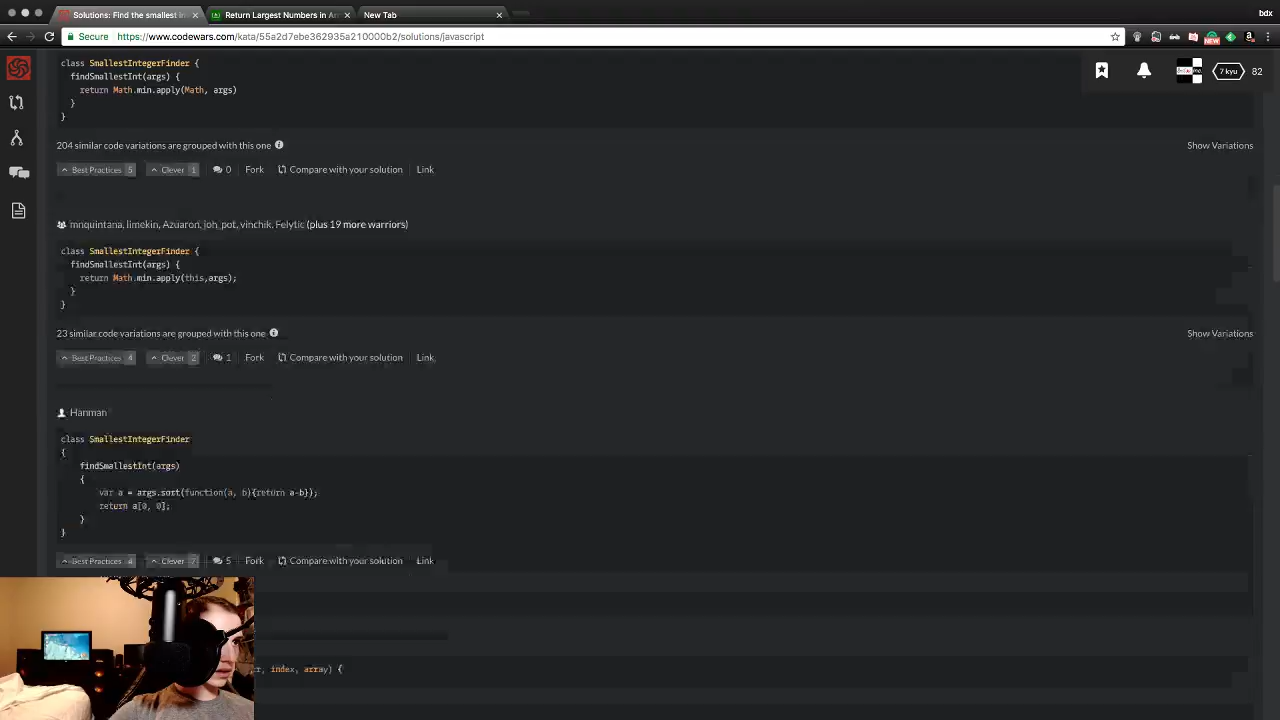 Solutions: Find the smallest in
Return Largest Numbers in Ar
New Tab
bdx
Secure
https://www.codewars.com/kata/55a2d7ebe362935a210000b2/solutions/javascript
NEW
7 kyu
82
class SmallestIntegerFinder {
findSmallestInt(args) {
return Math.min.apply(Math, args)
}
}
204 similar code variations are grouped with this one
Show Variations
Best Practices 5
Clever 1
0
Fork
Compare with your solution
Link
mnquintana, limekin, Azuaron, joh_pot, vinchik, Felytic (plus 19 more warriors)
class SmallestIntegerFinder {
findSmallestInt(args) {
return Math.min.apply(this,args);
}
}
23 similar code variations are grouped with this one
Show Variations
Best Practices 4
Clever 2
1
Fork
Compare with your solution
Link
Hanman
class SmallestIntegerFinder
{
findSmallestInt(args)
{
var a = args.sort(function(a, b){return a-b});
return a[0, 0];
}
}
Best Practices 4
Clever 7
5
Fork
Compare with your solution
Link
index, array) {